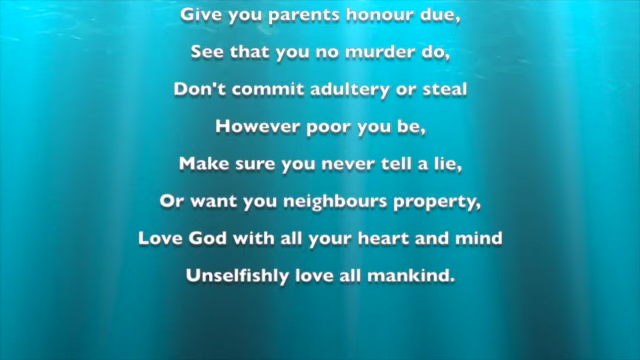 Give you parents honour due,
See that you no murder do,
Don't commit adultery or steal
However poor you be,
Make sure you never tell a lie,
Or want you neighbours property,
Love God with all your heart and mind
Unselfishly love all mankind.